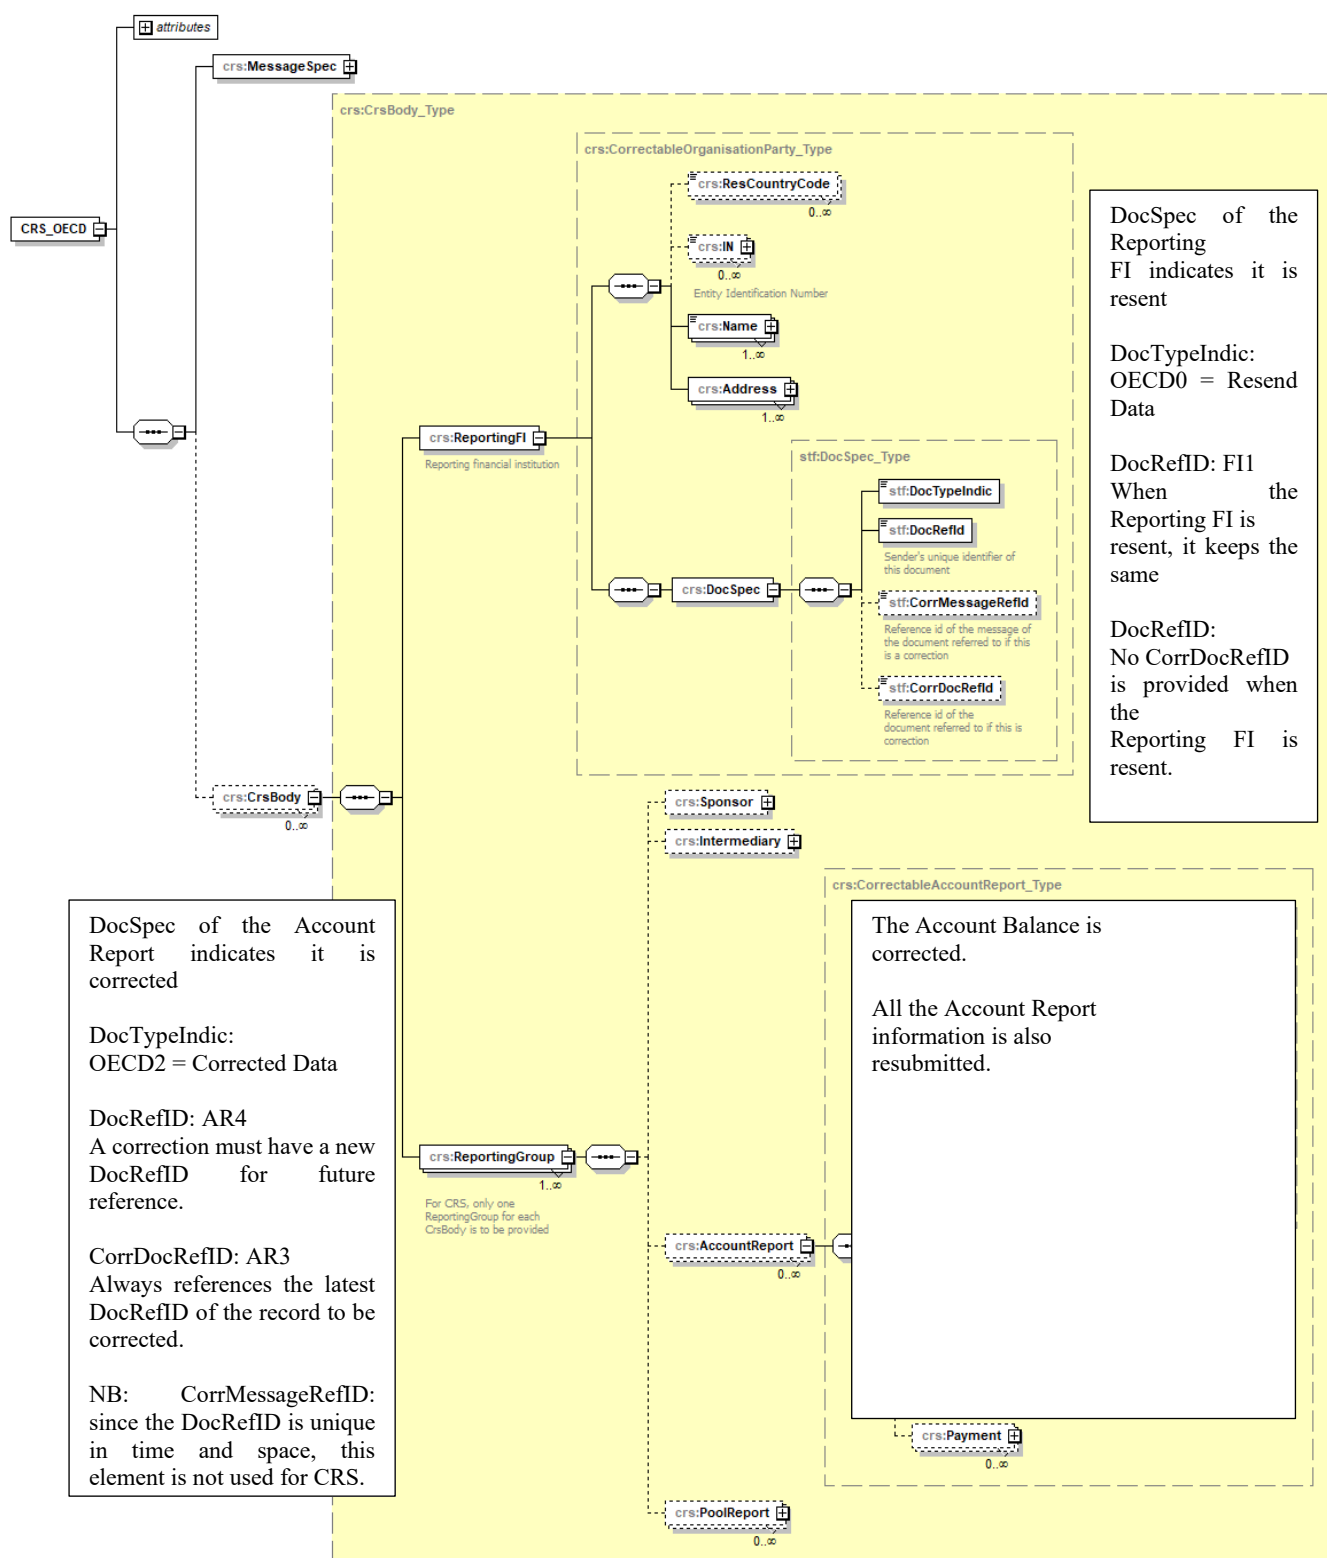 attributes
crs:MessageSpec
crs:CrsBody_Type
crs:CorrectableOrganisationParty_Type
crs:ResCountryCode
0..∞
CRS_OECD
crs:IN
0..∞
Entity Identification Number
crs:Name
1..∞
crs:Address
1..∞
crs:ReportingFI
Reporting financial institution
stf:DocSpec_Type
stf:DocTypeIndic
stf:DocRefId
Sender's unique identifier of
this document
crs:DocSpec
stf:CorrMessageRefId
Reference id of the message of
the document referred to if this
is a correction
stf:CorrDocRefId
Reference id of the
document referred to if this is
correction
DocSpec of the
Reporting
FI indicates it is
resent
DocTypeIndic:
OECD0 = Resend
Data
DocRefID: FI1
When the
Reporting FI is
resent, it keeps the
same
DocRefID:
No CorrDocRefID
is provided when
the
Reporting FI is
resent.
crs:CrsBody
0..∞
crs:Sponsor
crs:Intermediary
crs:CorrectableAccountReport_Type
DocSpec of the Account
Report indicates it is
corrected
DocTypeIndic:
OECD2 = Corrected Data
DocRefID: AR4
A correction must have a new
DocRefID for future
reference.
CorrDocRefID: AR3
Always references the latest
DocRefID of the record to be
corrected.
NB: CorrMessageRefID:
since the DocRefID is unique
in time and space, this
element is not used for CRS.
The Account Balance is
corrected.
All the Account Report
information is also
resubmitted.
crs:ReportingGroup
1..∞
For CRS, only one
ReportingGroup for each
CrsBody is to be provided
crs:AccountReport
0..∞
crs:Payment
0..∞
crs:PoolReport
0..∞